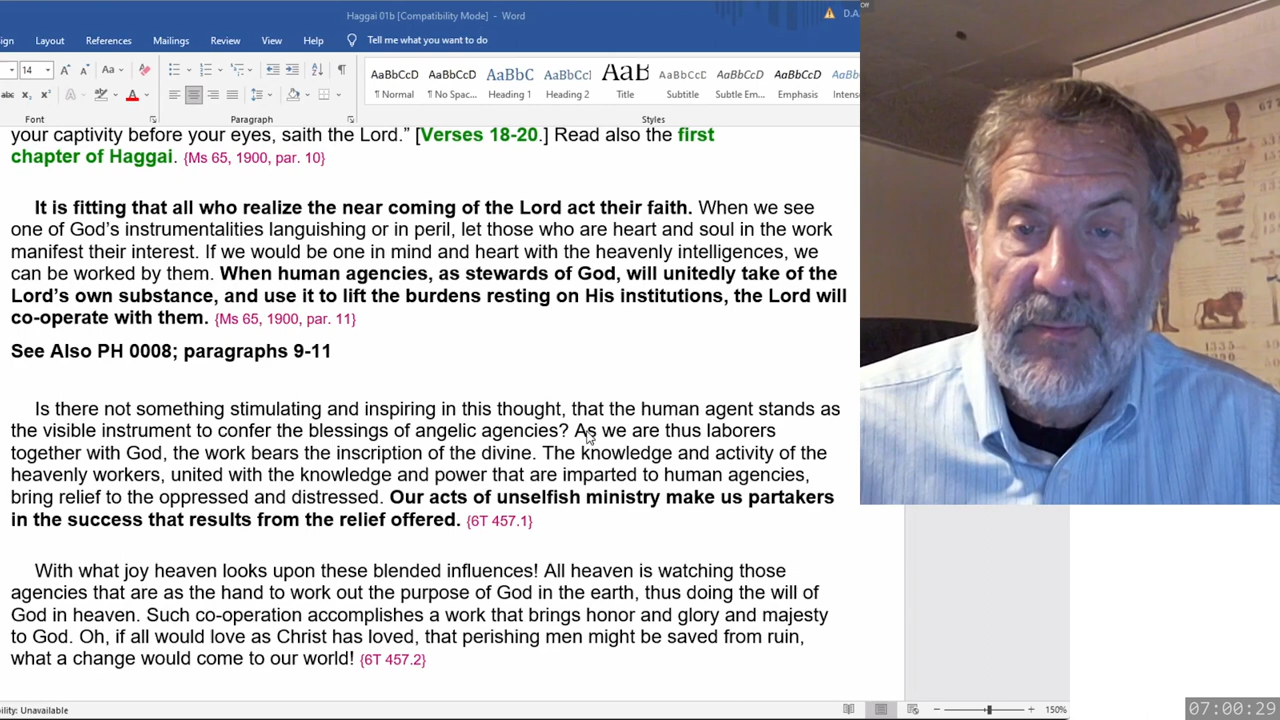 Haggai 01b [Compatibility Mode] - Word
D.A.
Off
ign Layout References Mailings Review View Help Tell me what you want to do
14 Aa
AaBbCcD AaBbCcD AaBbC AaBbCc AaB AaBbCcD AaBbCcD AaBbCcD AaBb
abc x₂ x² A A
¶ Normal ¶ No Spac... Heading 1 Heading 2 Title Subtitle Subtle Em... Emphasis Intens
Font Paragraph Styles
your captivity before your eyes, saith the Lord.” [Verses 18-20.] Read also the first
chapter of Haggai. {Ms 65, 1900, par. 10}
It is fitting that all who realize the near coming of the Lord act their faith. When we see
one of God’s instrumentalities languishing or in peril, let those who are heart and soul in the work
manifest their interest. If we would be one in mind and heart with the heavenly intelligences, we
can be worked by them. When human agencies, as stewards of God, will unitedly take of the
Lord’s own substance, and use it to lift the burdens resting on His institutions, the Lord will
co-operate with them. {Ms 65, 1900, par. 11}
See Also PH 0008; paragraphs 9-11
Is there not something stimulating and inspiring in this thought, that the human agent stands as
the visible instrument to confer the blessings of angelic agencies? As we are thus laborers
together with God, the work bears the inscription of the divine. The knowledge and activity of the
heavenly workers, united with the knowledge and power that are imparted to human agencies,
bring relief to the oppressed and distressed. Our acts of unselfish ministry make us partakers
in the success that results from the relief offered. {6T 457.1}
With what joy heaven looks upon these blended influences! All heaven is watching those
agencies that are as the hand to work out the purpose of God in the earth, thus doing the will of
God in heaven. Such co-operation accomplishes a work that brings honor and glory and majesty
to God. Oh, if all would love as Christ has loved, that perishing men might be saved from ruin,
what a change would come to our world! {6T 457.2}
bility: Unavailable
150%
07:00:29